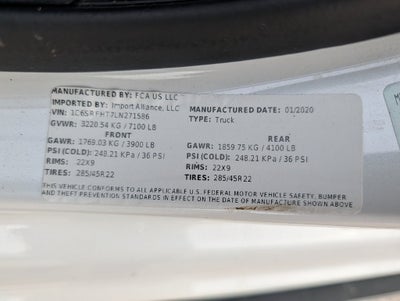 MANUFACTURED BY: FCA US LLC
IMPORTED BY: Import Alliance, LLC MANUFACTURED DATE: 01/2020
VIN: 1C6SRFHT7LN271586 TYPE: Truck
GVWR: 3220.54 KG / 7100 LB
FRONT REAR
GAWR: 1769.03 KG / 3900 LB GAWR: 1859.75 KG / 4100 LB
PSI (COLD): 248.21 KPa / 36 PSI PSI (COLD): 248.21 KPa / 36 PSI
RIMS: 22X9 RIMS: 22X9
TIRES: 285/45R22 TIRES: 285/45R22
THIS VEHICLE CONFORMS TO ALL APPLICABLE U.S. FEDERAL MOTOR VEHICLE SAFETY, BUMPER
AND THEFT PREVENTION STANDARDS IN EFFECT ON THE DATE OF MANUFACTURE SHOWN ABOVE